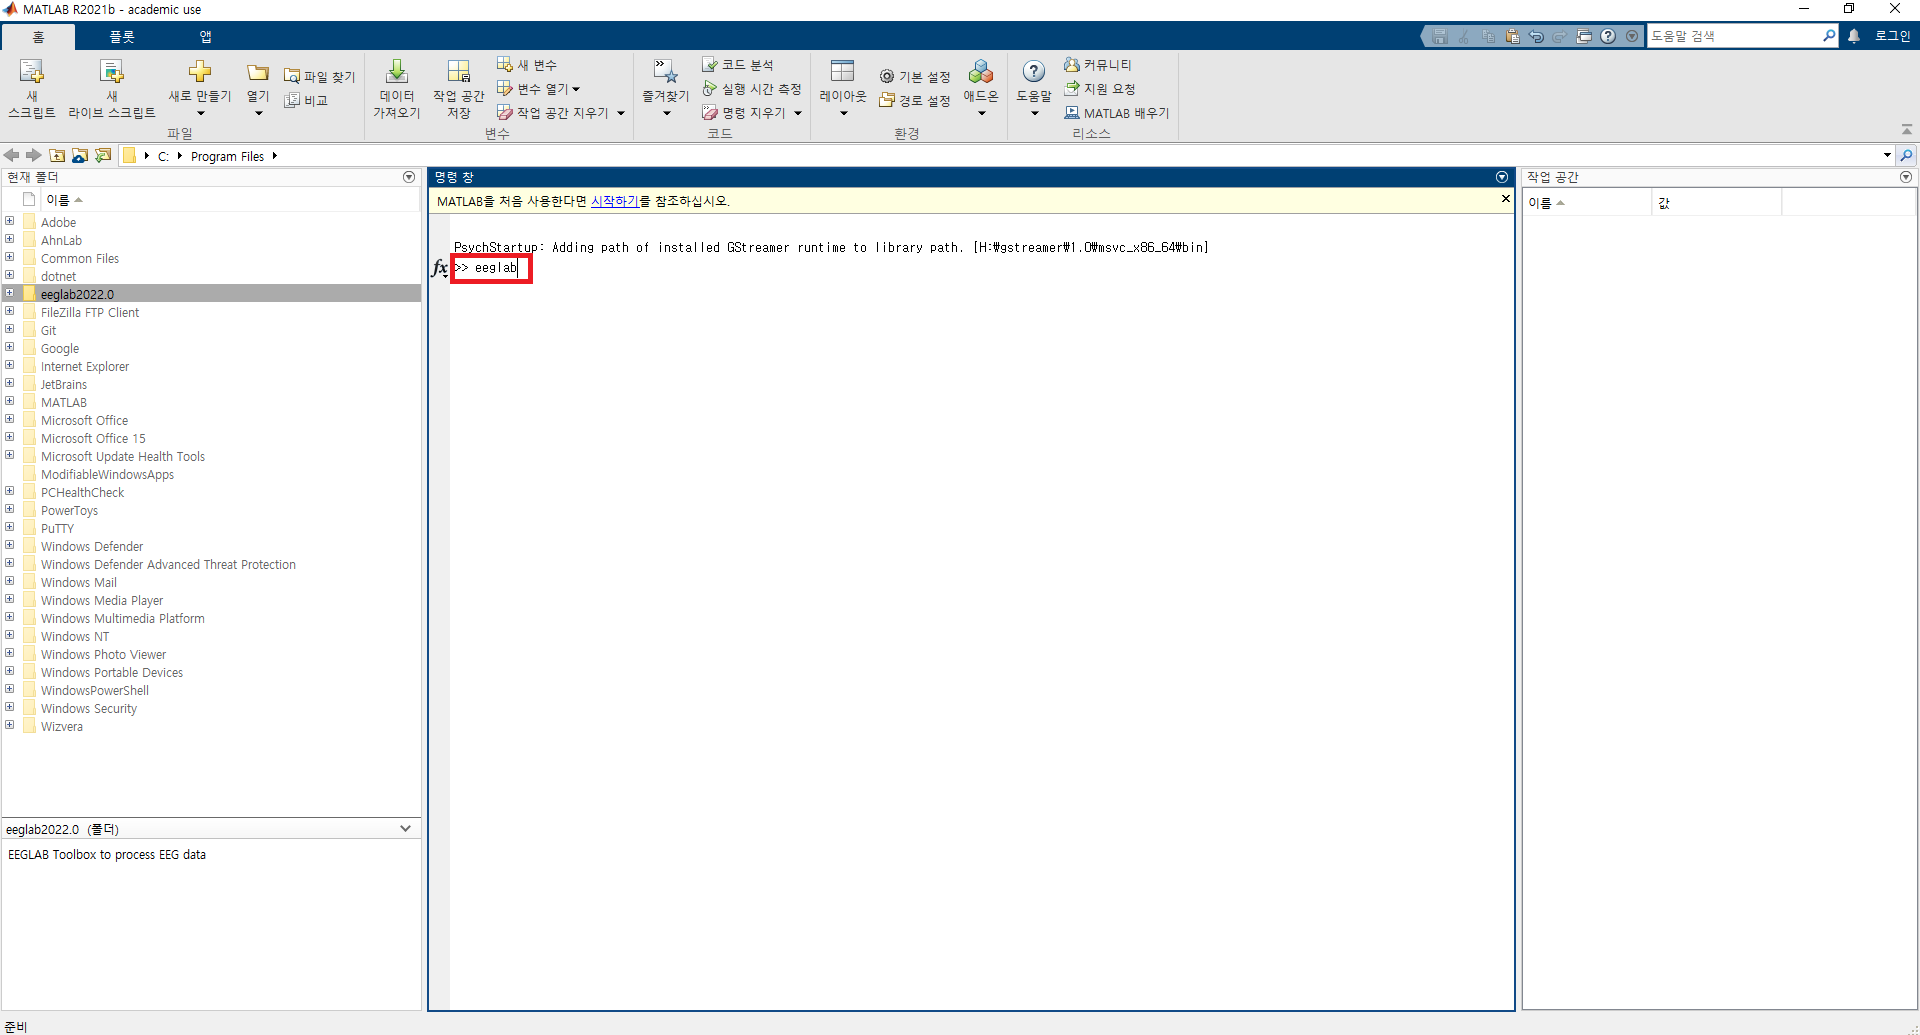 MATLAB R2021b - academic use
홈 플롯 앱
도움말 검색
로그인
새 스크립트
새 라이브 스크립트
새로 만들기
열기
파일 찾기
비교
파일
데이터 가져오기
작업 공간 저장
새 변수
변수 열기
작업 공간 지우기
변수
즐겨찾기
코드 분석
실행 시간 측정
명령 지우기
코드
레이아웃
기본 설정
경로 설정
애드온
환경
도움말
커뮤니티
지원 요청
MATLAB 배우기
리소스
C: Program Files
현재 폴더
이름
Adobe
AhnLab
Common Files
dotnet
eeglab2022.0
FileZilla FTP Client
Git
Google
Internet Explorer
JetBrains
MATLAB
Microsoft Office
Microsoft Office 15
Microsoft Update Health Tools
ModifiableWindowsApps
PCHealthCheck
PowerToys
PuTTY
Windows Defender
Windows Defender Advanced Threat Protection
Windows Mail
Windows Media Player
Windows Multimedia Platform
Windows NT
Windows Photo Viewer
Windows Portable Devices
WindowsPowerShell
Windows Security
Wizvera
eeglab2022.0 (폴더)
EEGLAB Toolbox to process EEG data
명령 창
MATLAB을 처음 사용한다면 시작하기를 참조하십시오.
PsychStartup: Adding path of installed GStreamer runtime to library path. [H:₩gstreamer₩1.0₩msvc_x86_64₩bin]
fx >> eeglab
작업 공간
이름 값
준비